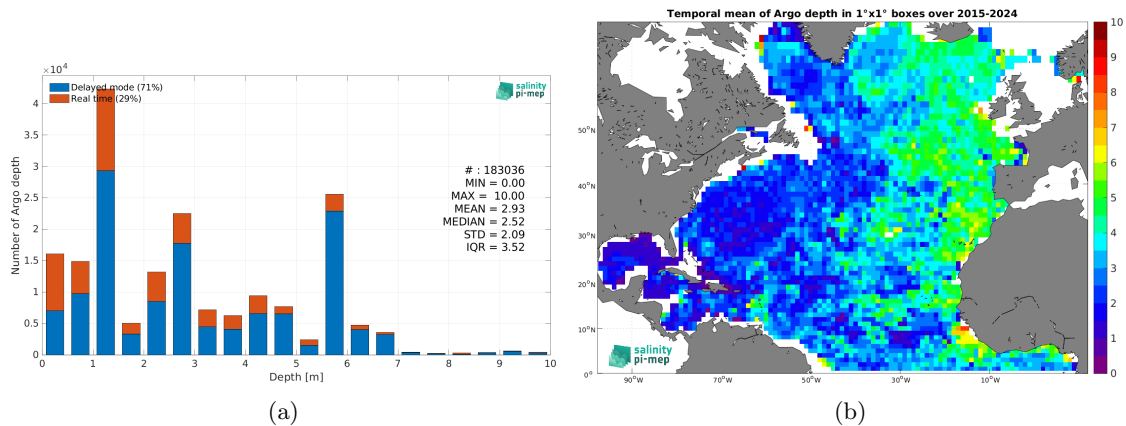 ×10⁴
Delayed mode (71%)
Real time (29%)
salinity
pi-mep
# : 183036
MIN = 0.00
MAX = 10.00
MEAN = 2.93
MEDIAN = 2.52
STD = 2.09
IQR = 3.52
Number of Argo depth
4
3.5
3
2.5
2
1.5
1
0.5
0
0 1 2 3 4 5 6 7 8 9 10
Depth [m]
(a)
Temporal mean of Argo depth in 1°x1° boxes over 2015-2024
50°N
40°N
30°N
20°N
10°N
0°
90°W 70°W 50°W 30°W 10°W
salinity
pi-mep
10
9
8
7
6
5
4
3
2
1
0
(b)